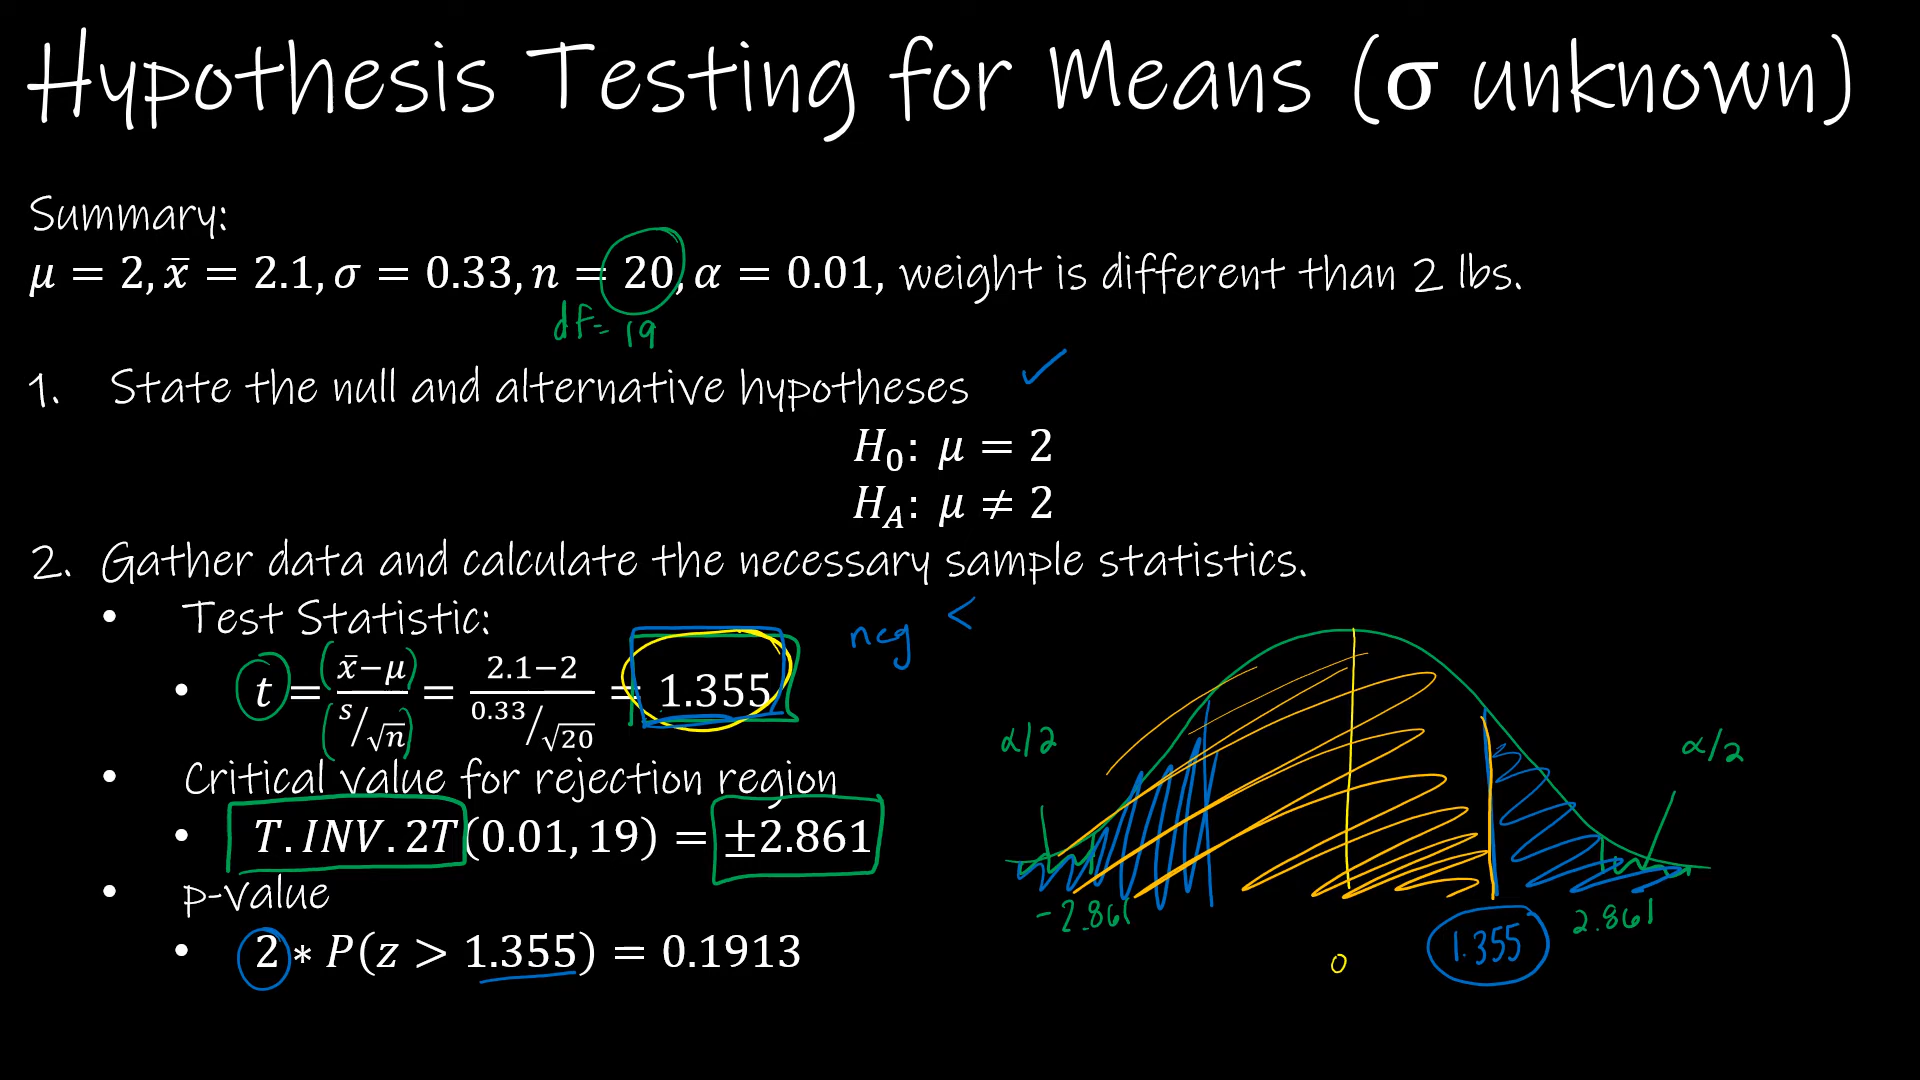 Hypothesis Testing for Means (σ unknown)
Summary:
μ = 2, x̄ = 2.1, σ = 0.33, n = 20, α = 0.01, weight is different than 2 lbs.
df= 19
1. State the null and alternative hypotheses ✓
H₀: μ = 2
H_A: μ ≠ 2
2. Gather data and calculate the necessary sample statistics.
• Test Statistic:
neg <
• t = (x̄−μ)/(s/√n) = (2.1−2)/(0.33/√20) = 1.355
α/2 α/2
• Critical value for rejection region
• T.INV.2T(0.01, 19) = ±2.861
• p-value
-2.861 2.861
• 2 * P(z > 1.355) = 0.1913
0 1.355